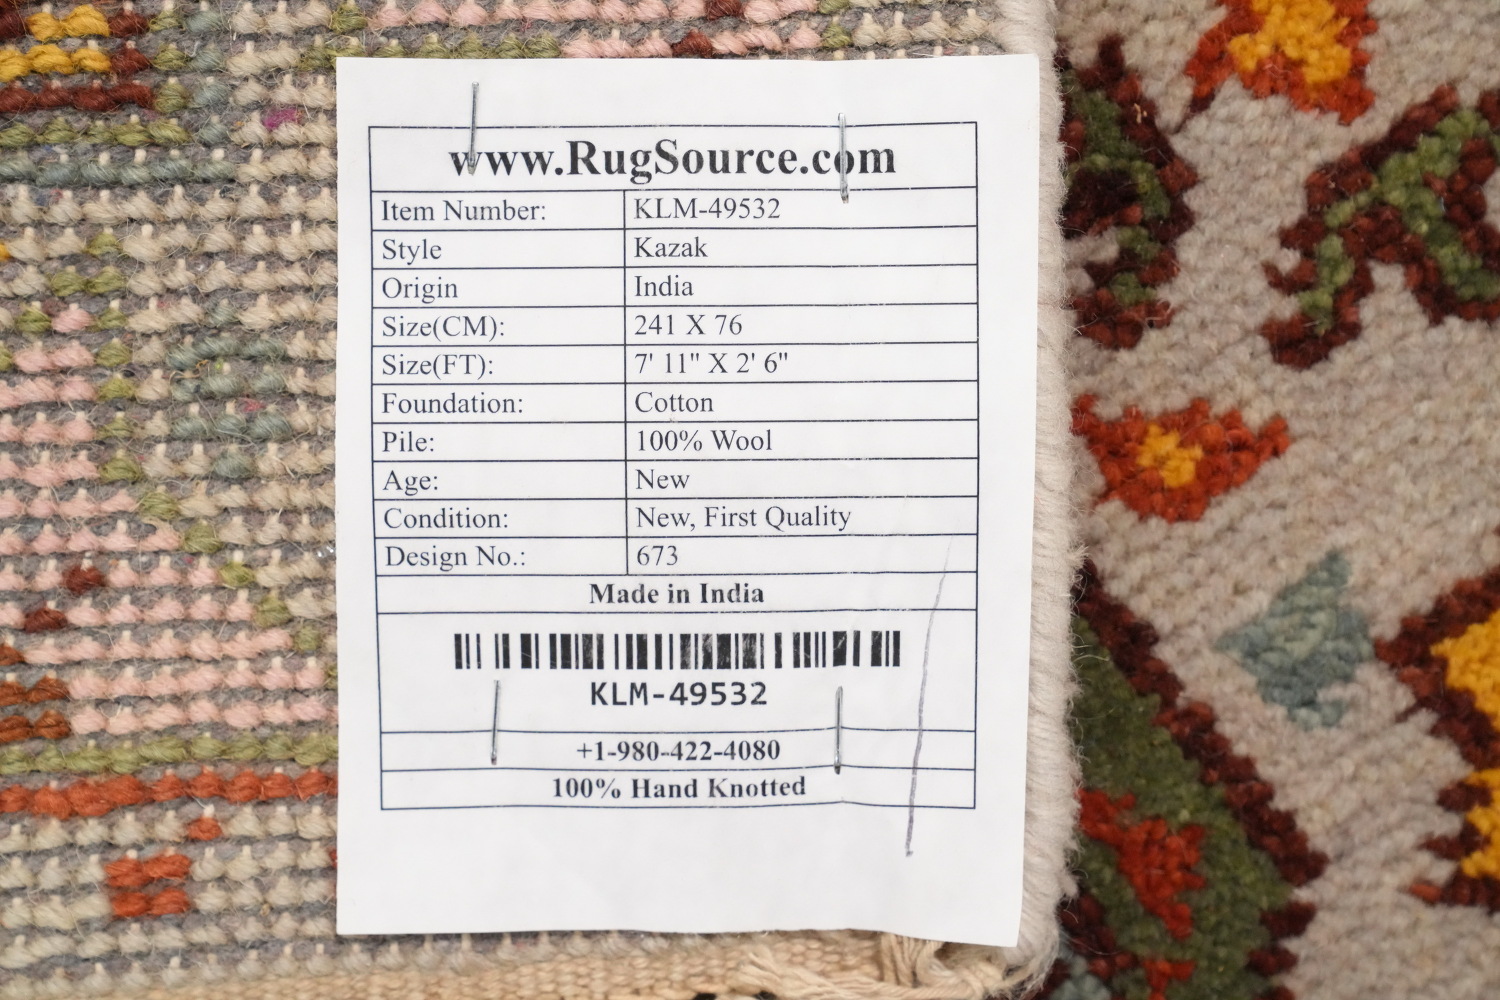 www.RugSource.com
Item Number: KLM-49532
Style Kazak
Origin India
Size(CM): 241 X 76
Size(FT): 7' 11" X 2' 6"
Foundation: Cotton
Pile: 100% Wool
Age: New
Condition: New, First Quality
Design No.: 673
Made in India
KLM-49532
+1-980-422-4080
100% Hand Knotted